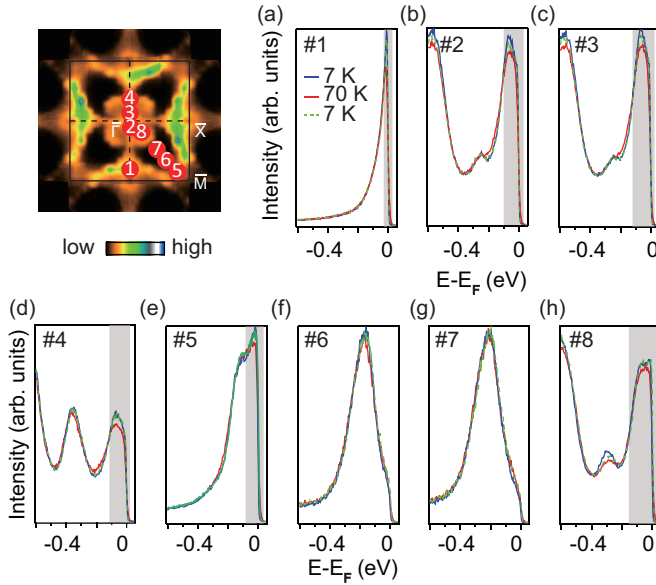 (a)
(b)
(c)
#1
#2
#3
7 K
70 K
7 K
Intensity (arb. units)
4
3
2
8
7
6
1
5
Γ̅
X̅
M̅
low
high
-0.4
0
-0.4
0
-0.4
0
E-E_F (eV)
(d)
(e)
(f)
(g)
(h)
#4
#5
#6
#7
#8
Intensity (arb. units)
-0.4
0
-0.4
0
-0.4
0
-0.4
0
-0.4
0
E-E_F (eV)